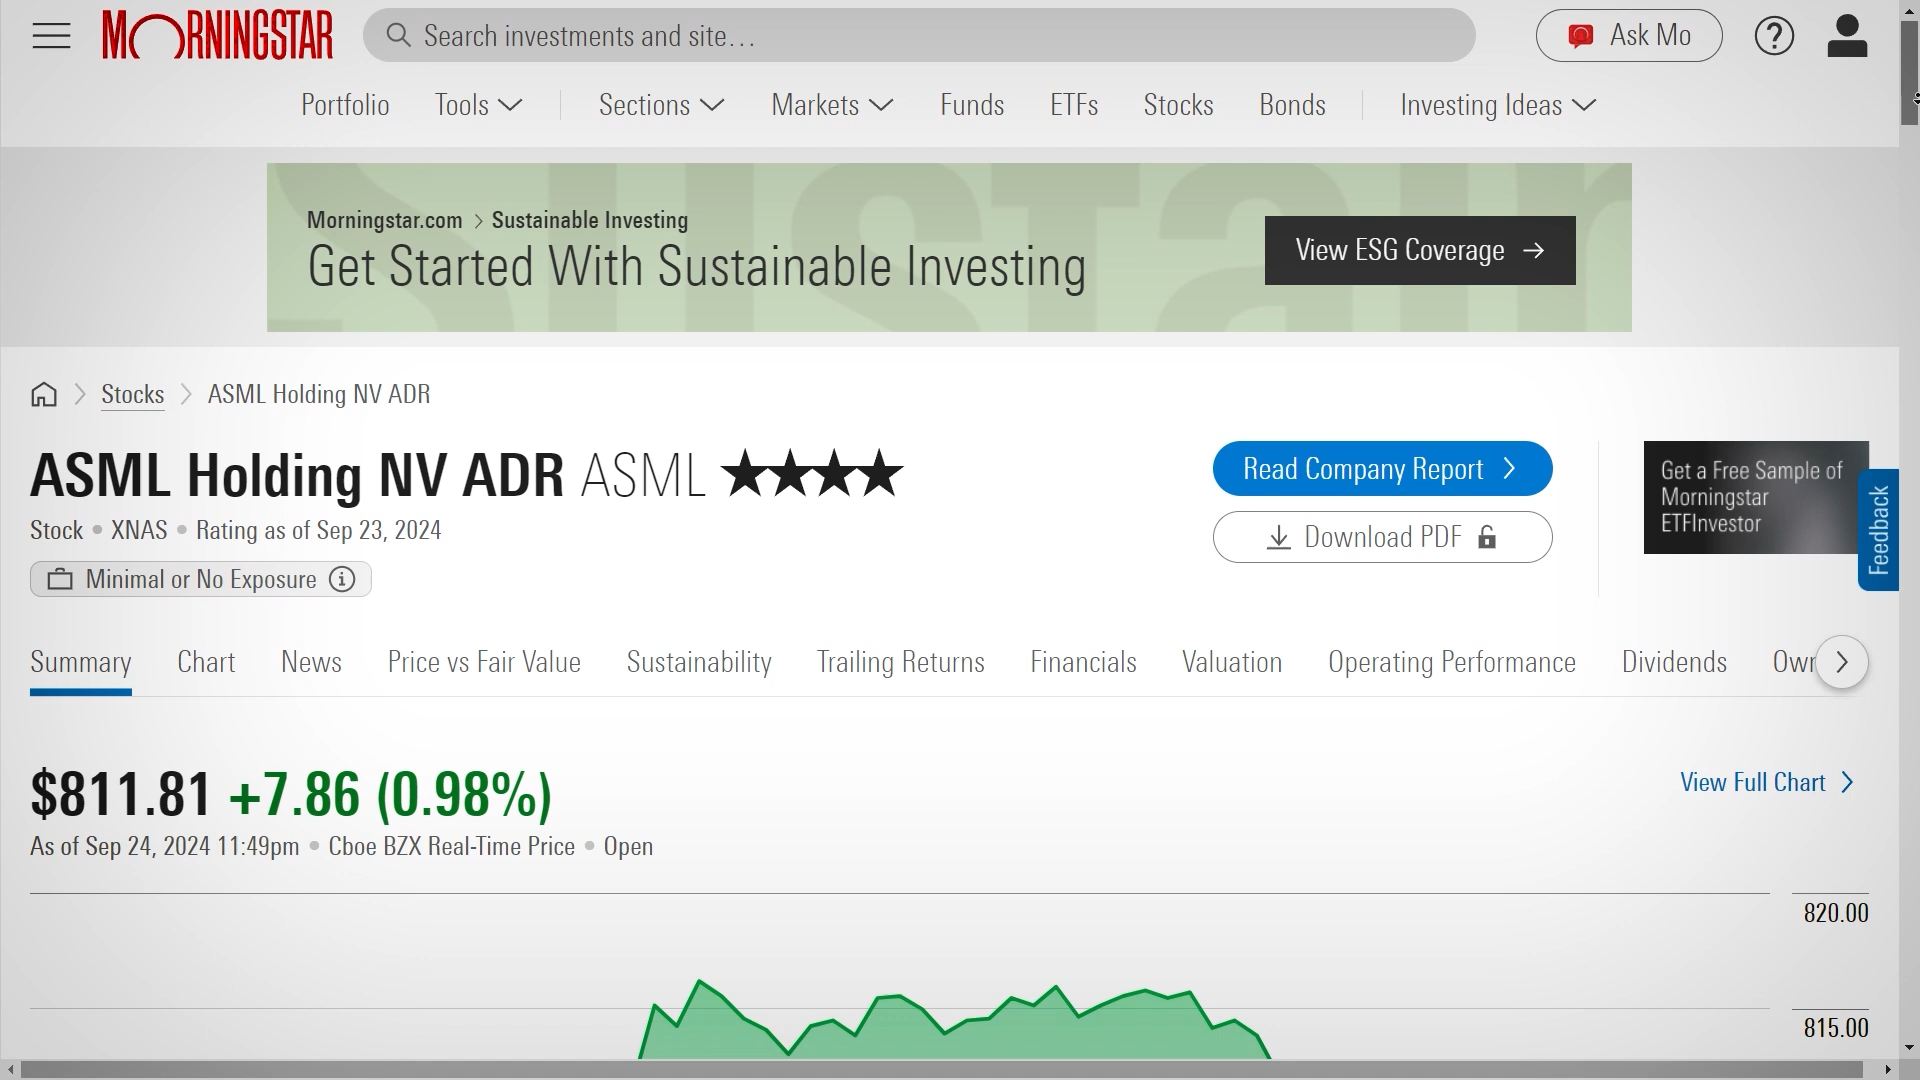 MORNINGSTAR
Search investments and site…
Ask Mo
?
Portfolio Tools Sections Markets Funds ETFs Stocks Bonds Investing Ideas
Morningstar.com > Sustainable Investing
Get Started With Sustainable Investing
View ESG Coverage →
Stocks > ASML Holding NV ADR
ASML Holding NV ADR ASML ★★★★
Stock • XNAS • Rating as of Sep 23, 2024
Minimal or No Exposure
Read Company Report >
Download PDF
Get a Free Sample of
Morningstar
ETFInvestor
Feedback
Summary Chart News Price vs Fair Value Sustainability Trailing Returns Financials Valuation Operating Performance Dividends Owr
$811.81 +7.86 (0.98%)
View Full Chart >
As of Sep 24, 2024 11:49pm • Cboe BZX Real-Time Price • Open
820.00
815.00